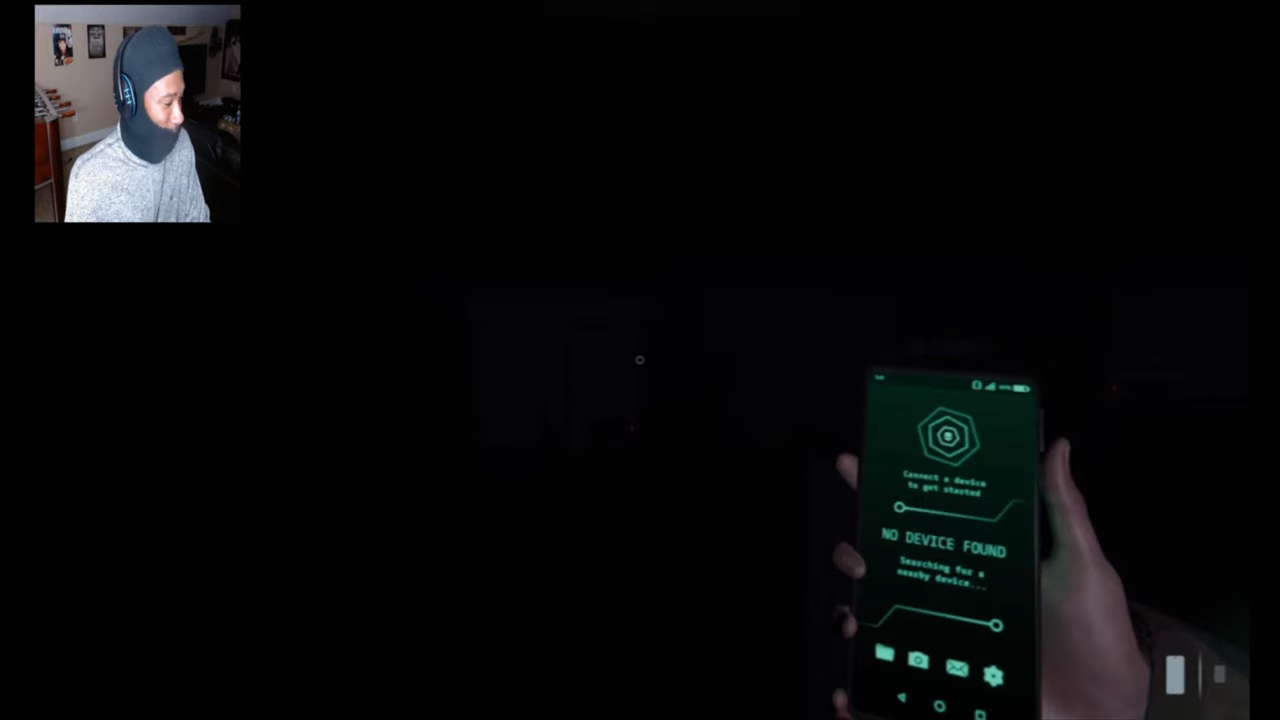 Connect a device
to get started
NO DEVICE FOUND
Searching for a
nearby device...